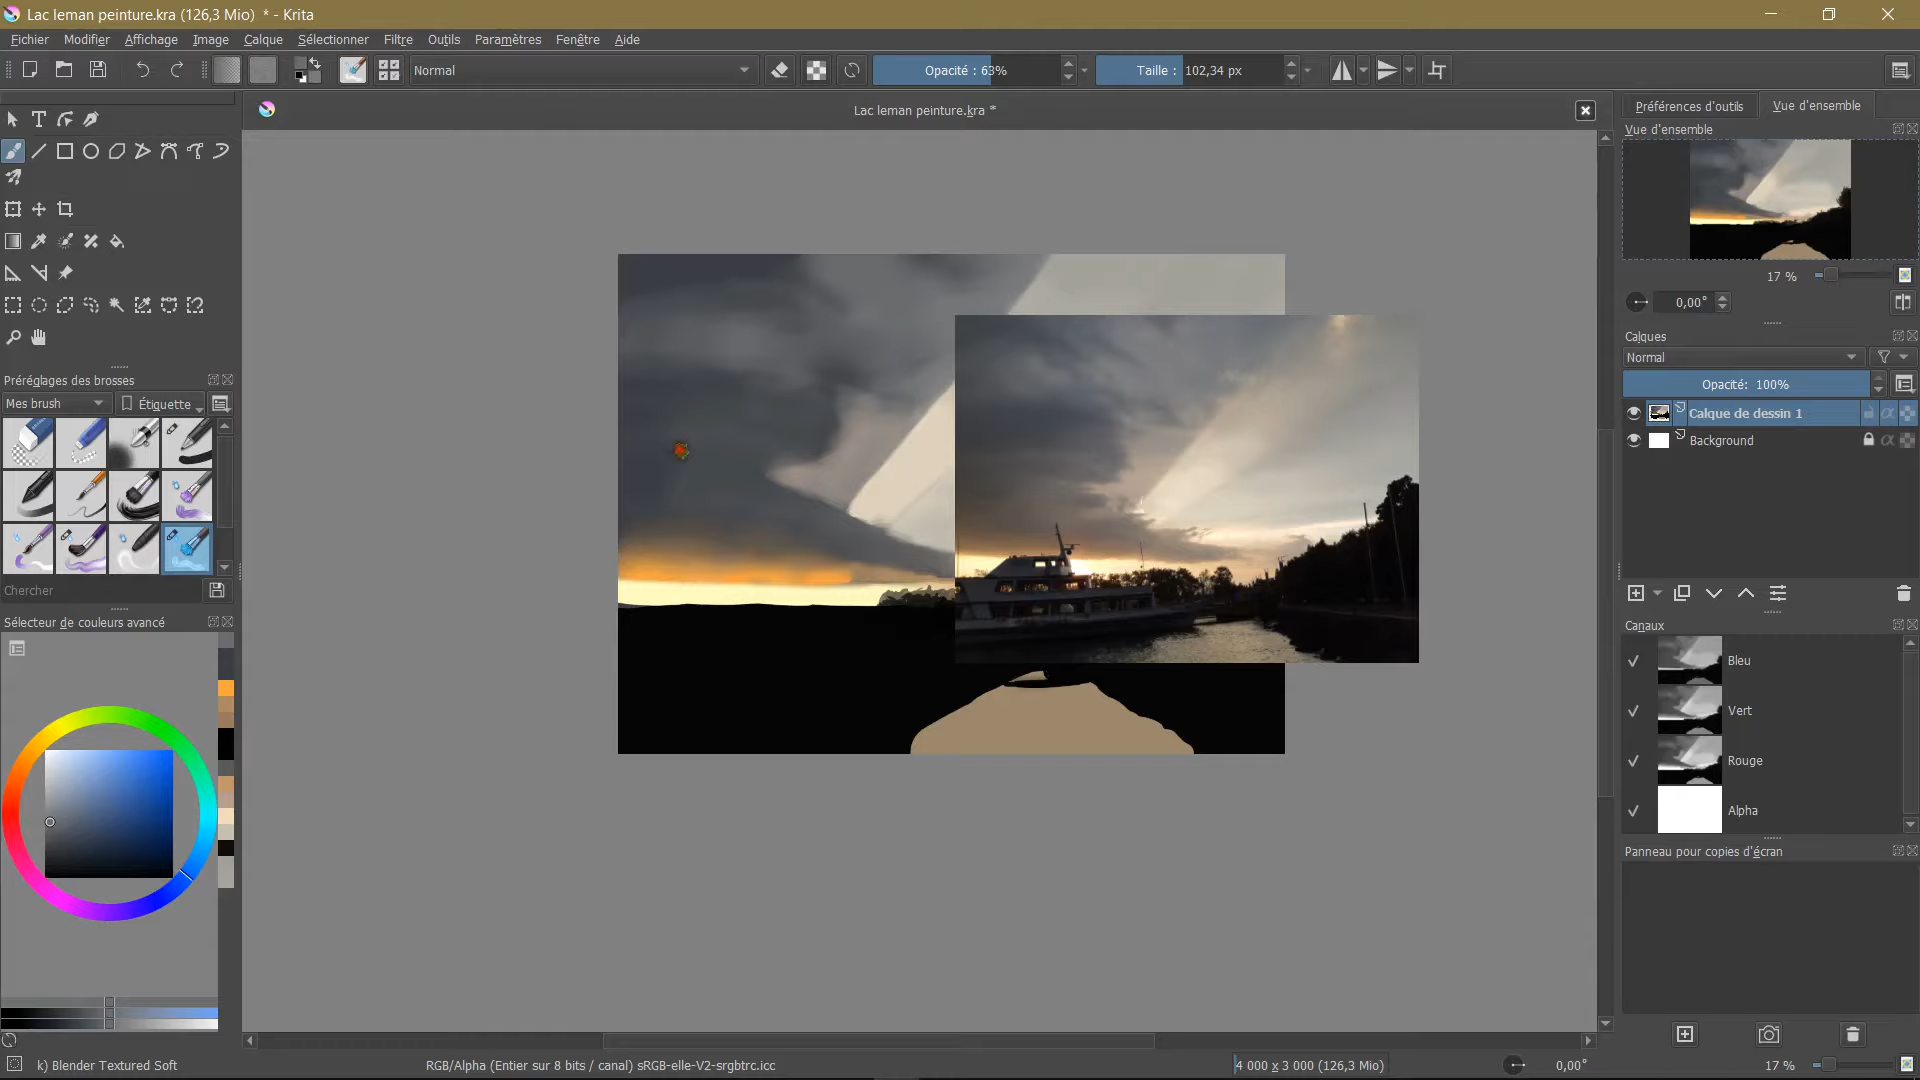 Lac leman peinture.kra (126,3 Mio)  * - Krita
Fichier Modifier Affichage Image Calque Sélectionner Filtre Outils Paramètres Fenêtre Aide
Normal Opacité : 63% Taille : 102,34 px
Lac leman peinture.kra *
Préférences d'outils Vue d'ensemble
Vue d'ensemble
17 %
0,00°
Calques
Normal
Opacité: 100%
Calque de dessin 1
Background
Canaux
Bleu
Vert
Rouge
Alpha
Panneau pour copies d'écran
Préréglages des brosses
Mes brush Étiquette
Chercher
Sélecteur de couleurs avancé
k) Blender Textured Soft RGB/Alpha (Entier sur 8 bits / canal) sRGB-elle-V2-srgbtrc.icc 4 000 x 3 000 (126,3 Mio) 0,00° 17 %